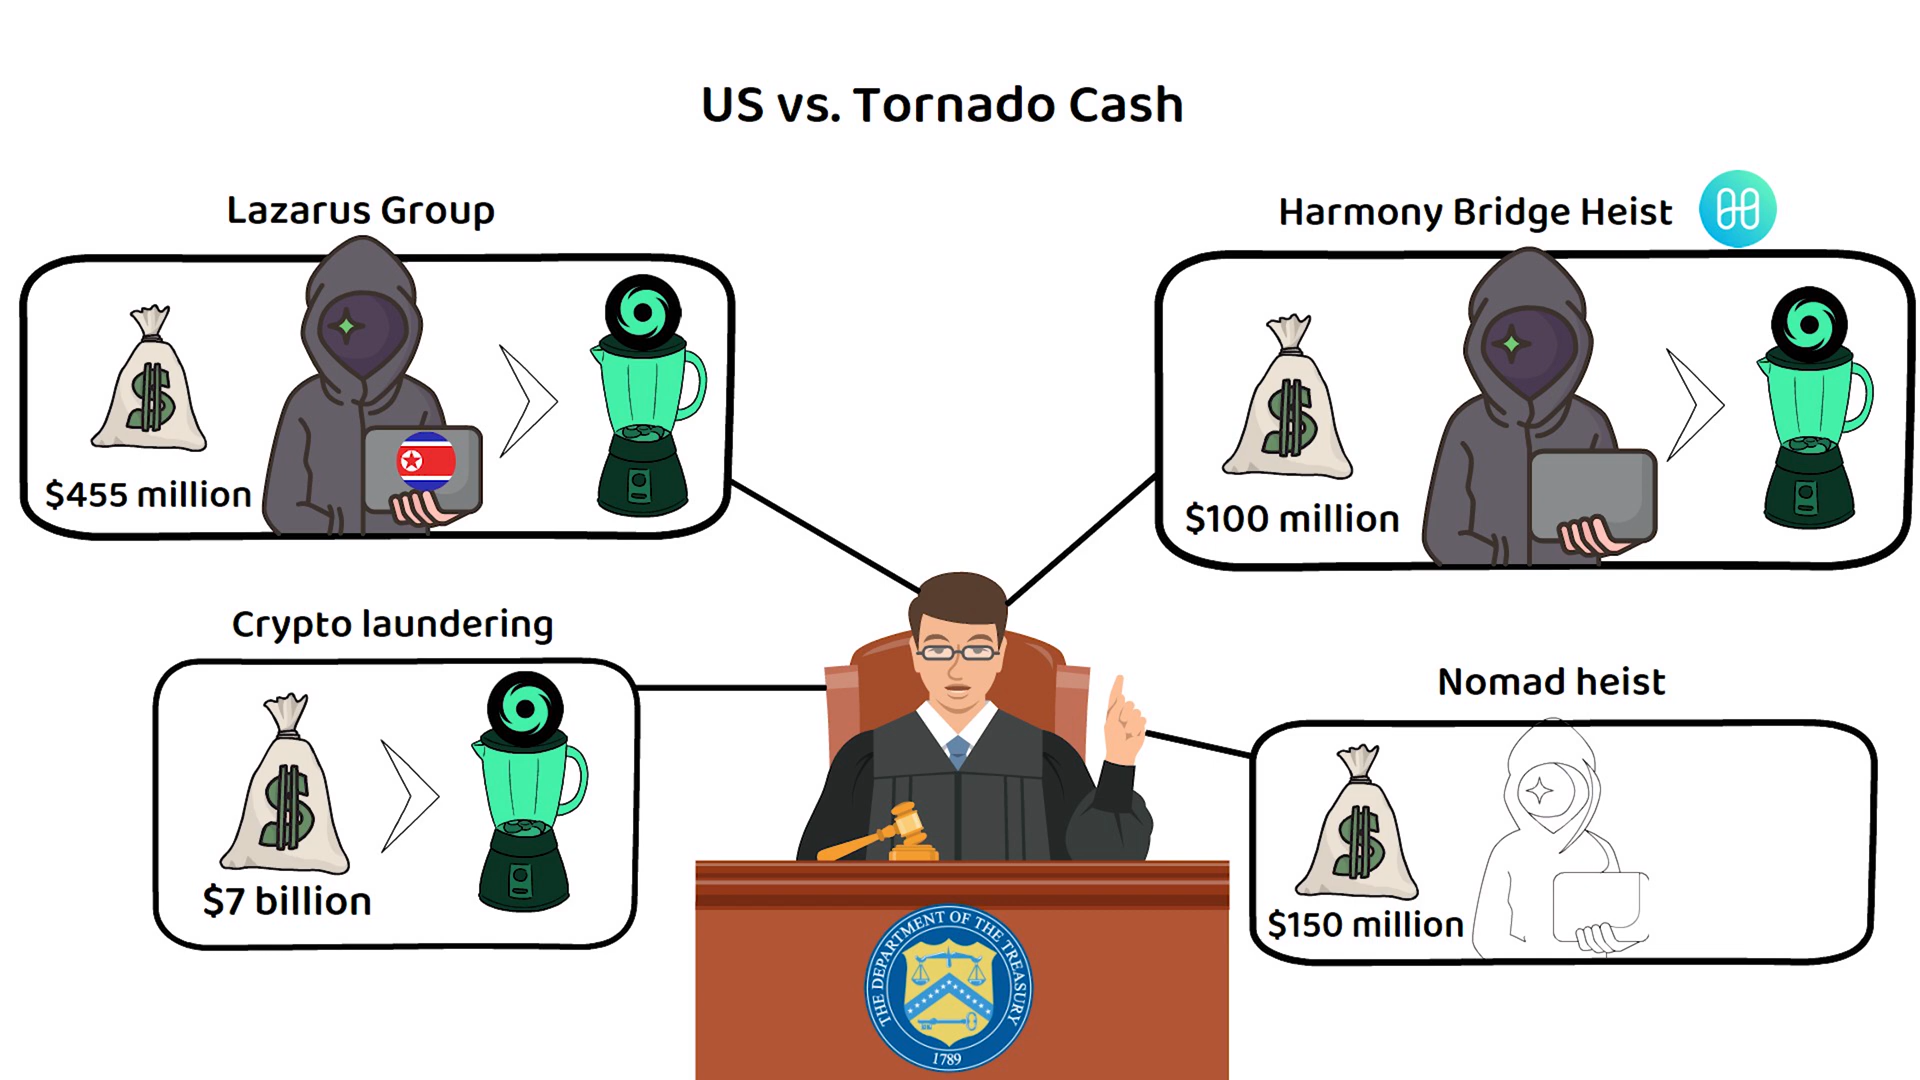 US vs. Tornado Cash
Lazarus Group
$455 million
Harmony Bridge Heist
$100 million
Crypto laundering
$7 billion
Nomad heist
$150 million
THE DEPARTMENT OF THE TREASURY
1789